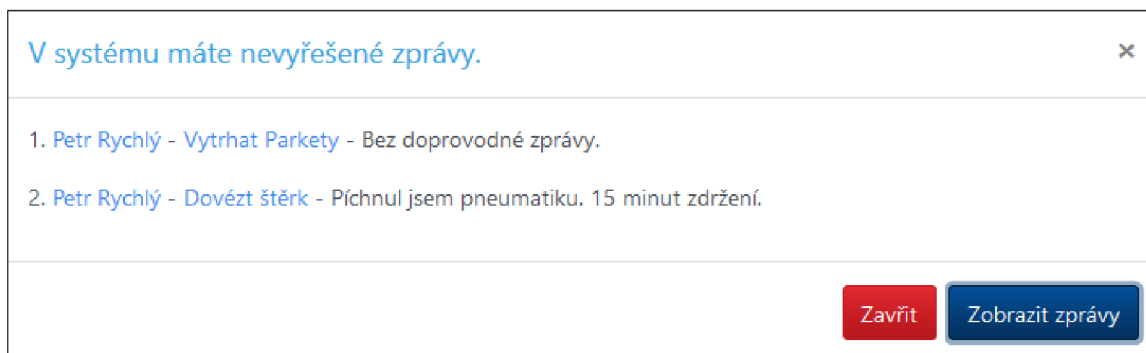 V systému máte nevyřešené zprávy.
×
1. Petr Rychlý - Vytrhat Parkety - Bez doprovodné zprávy.
2. Petr Rychlý - Dovézt štěrk - Píchnul jsem pneumatiku. 15 minut zdržení.
Zavřit Zobrazit zprávy